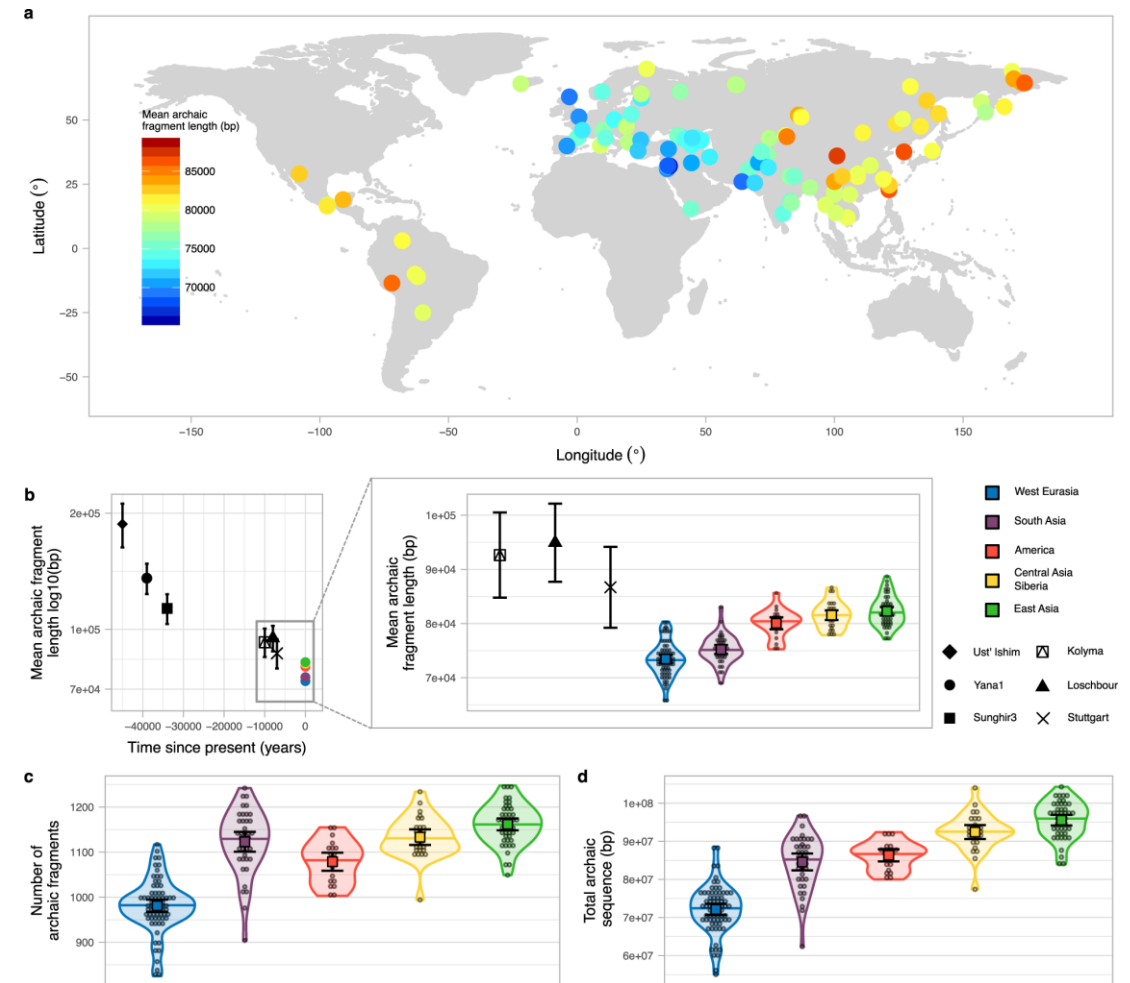 a
Mean archaic
fragment length (bp)
85000
80000
75000
70000
50
25
0
−25
−50
Latitude (°)
−150
−100
−50
0
50
100
150
Longitude (°)
b
Mean archaic fragment
length log10(bp)
2e+05
1e+05
7e+04
−40000
−30000
−20000
−10000
0
Time since present (years)
Mean archaic
fragment length (bp)
1e+05
9e+04
8e+04
7e+04
West Eurasia
South Asia
America
Central Asia
Siberia
East Asia
Ust' Ishim
Kolyma
Yana1
Loschbour
Sunghir3
Stuttgart
c
Number of
archaic fragments
1200
1100
1000
900
d
Total archaic
sequence (bp)
1e+08
9e+07
8e+07
7e+07
6e+07